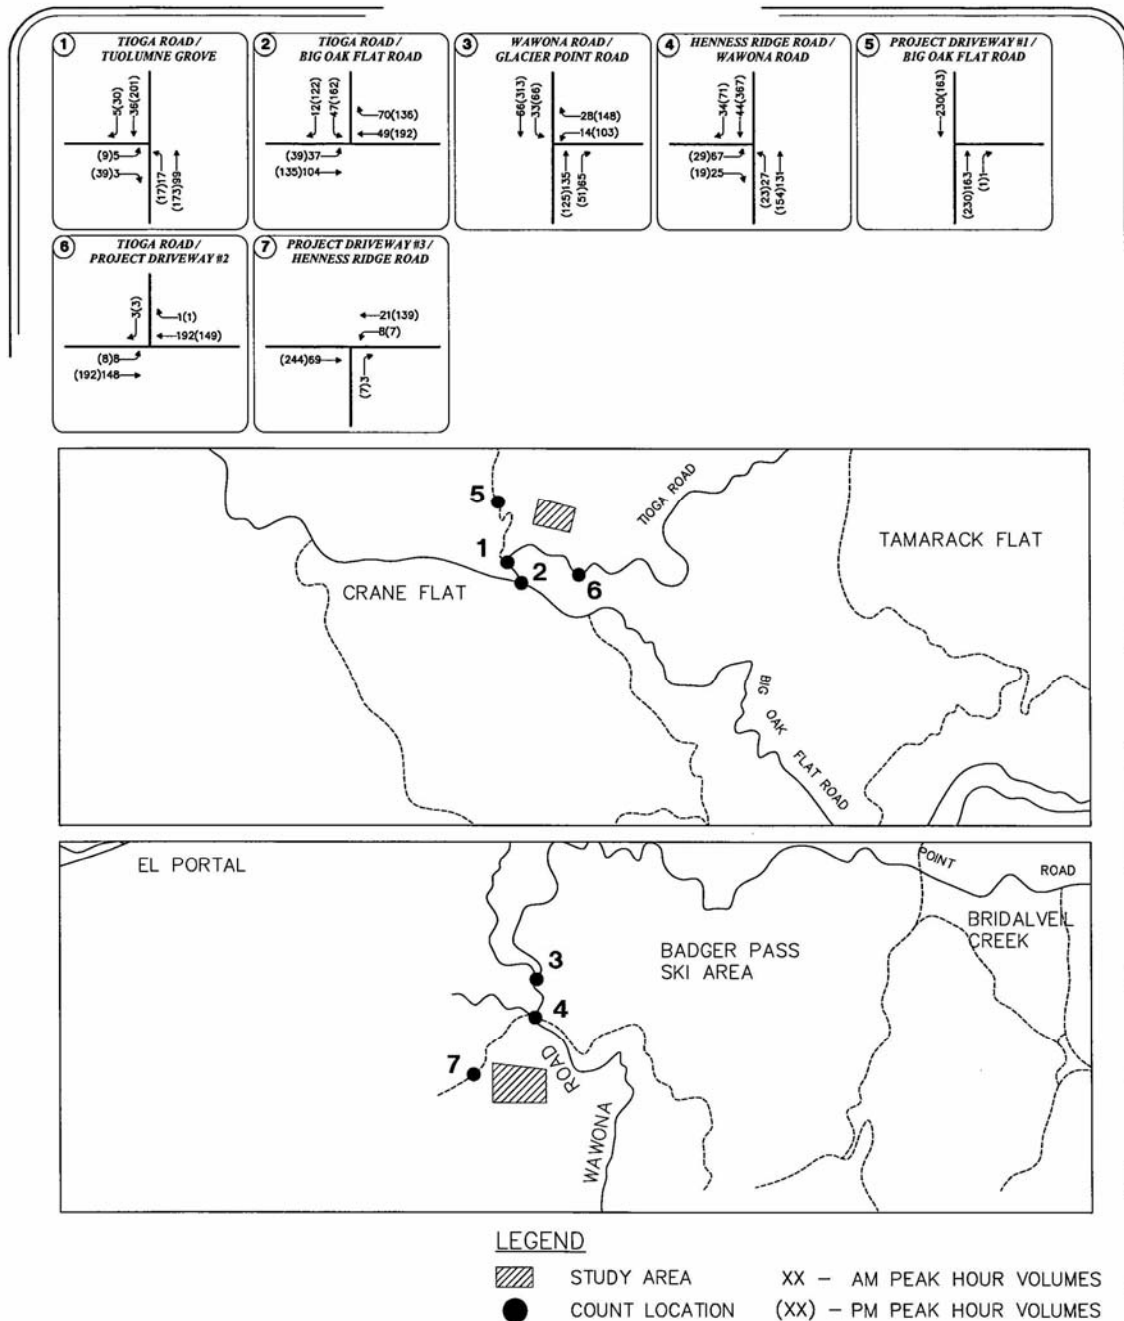 1
TIOGA ROAD /
TUOLUMNE GROVE
5(30)
36(201)
(9)5
(39)3
(17)17
(173)99
2
TIOGA ROAD /
BIG OAK FLAT ROAD
12(122)
47(162)
70(136)
49(192)
(39)37
(135)104
3
WAWONA ROAD /
GLACIER POINT ROAD
66(313)
33(66)
28(148)
14(103)
(125)135
(51)65
4
HENNESS RIDGE ROAD /
WAWONA ROAD
34(71)
44(367)
(29)67
(19)25
(23)27
(154)131
5
PROJECT DRIVEWAY #1 /
BIG OAK FLAT ROAD
230(163)
(230)163
(1)1
6
TIOGA ROAD /
PROJECT DRIVEWAY #2
3(3)
1(1)
192(149)
(8)8
(192)148
7
PROJECT DRIVEWAY #3 /
HENNESS RIDGE ROAD
21(139)
8(7)
(244)69
(7)3
5
TIOGA ROAD
TAMARACK FLAT
1
2
6
CRANE FLAT
BIG OAK FLAT ROAD
EL PORTAL
POINT ROAD
BRIDALVEIL
CREEK
BADGER PASS
SKI AREA
3
4
7
WAWONA ROAD
LEGEND
STUDY AREA
XX - AM PEAK HOUR VOLUMES
COUNT LOCATION
(XX) - PM PEAK HOUR VOLUMES